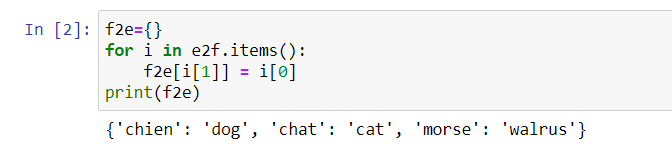 In [2]: f2e={}
for i in e2f.items():
    f2e[i[1]] = i[0]
print(f2e)
{'chien': 'dog', 'chat': 'cat', 'morse': 'walrus'}